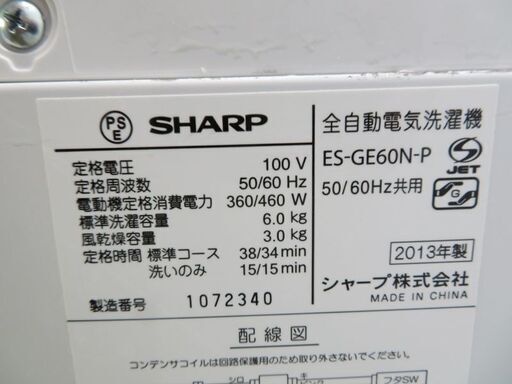 PS
E
SHARP
全自動電気洗濯機
定格電圧 100 V
ES-GE60N-P
JET
定格周波数 50/60 Hz
50/60Hz共用
電動機定格消費電力 360/460 W
標準洗濯容量 6.0 kg
風乾燥容量 3.0 kg
2013年製
定格時間 標準コース 38/34 min
洗いのみ 15/15 min
シャープ株式会社
MADE IN CHINA
製造番号 1072340
配線図
コンデンサコイルは回路保護用のため取り外さないでください。
シロ
キ
フタSW